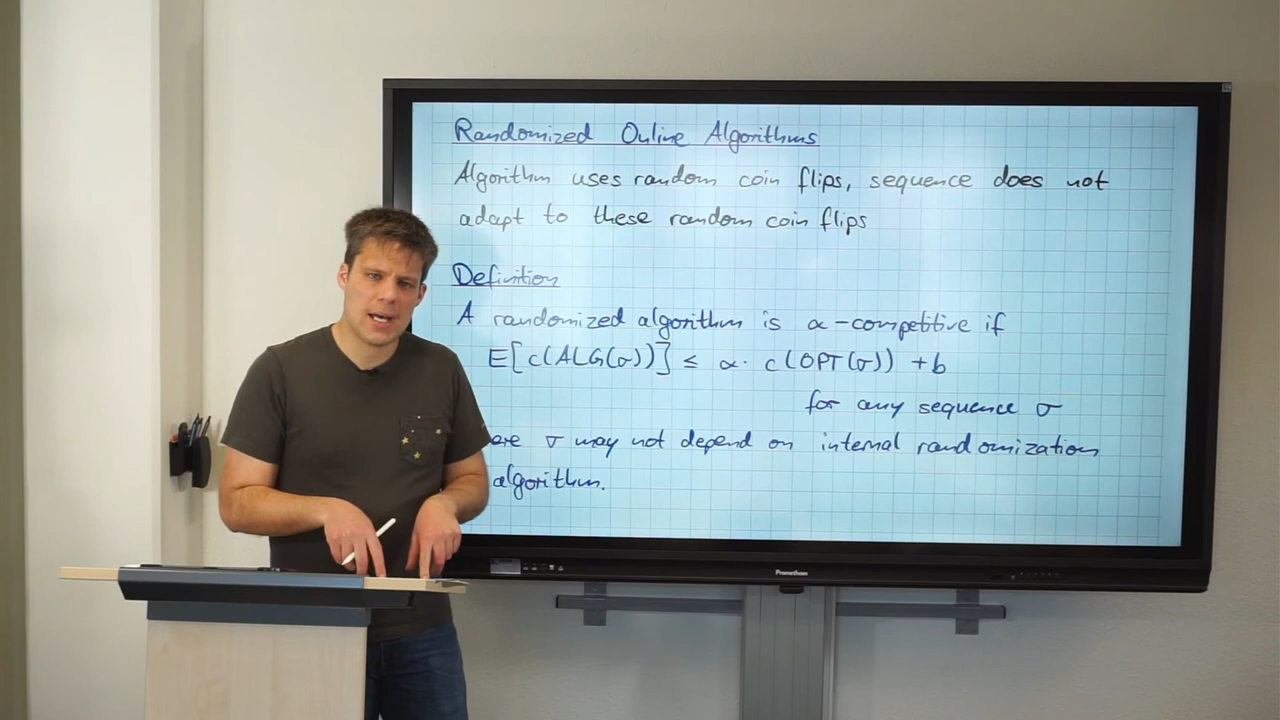 Randomized Online Algorithms
Algorithm uses random coin flips, sequence does not
adapt to these random coin flips
Definition
A randomized algorithm is α-competitive if
E[c(ALG(σ))] ≤ α· c(OPT(σ)) +b
for any sequence σ
σ may not depend on internal randomization
algorithm.
Promethean